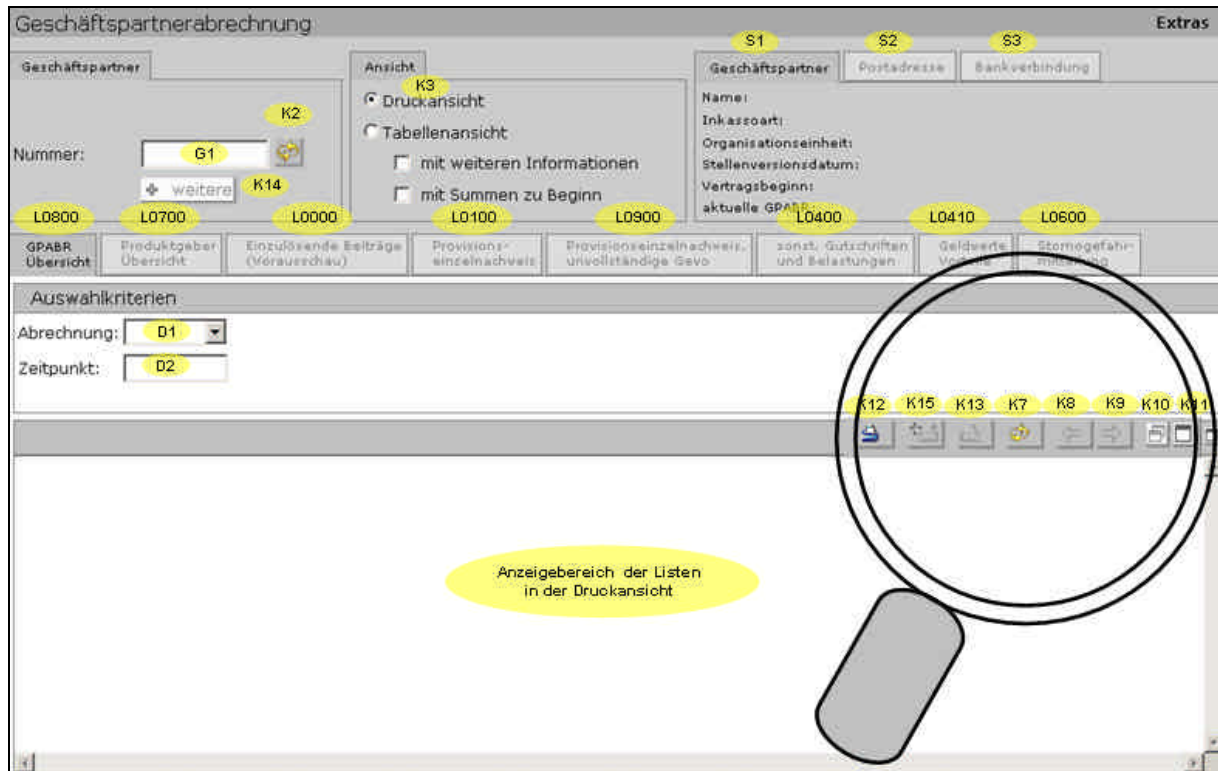 Geschäftspartnerabrechnung Extras
S1 S2 S3
Geschäftspartner Ansicht Geschäftspartner Postadresse Bankverbindung
K3
Druckansicht
Name:
K2
Inkassoart:
Tabellenansicht
Organisationseinheit:
Nummer: G1
mit weiteren Informationen
Stellenversionsdatum:
weitere K14
mit Summen zu Beginn
Vertragsbeginn:
aktuelle GPABR:
L0800 L0700 L0000 L0100 L0900 L0400 L0410 L0600
GPABR Produktgeber Einzulösende Beiträge Provisions- Provisionseinzelnachweis sonst. Gutschriften Geldwerte Stornogefahr-
Übersicht Übersicht (Vorausschau) einzelnachweis unvollständige Gevo und Belastungen Vorteile mitteilung
Auswahlkriterien
Abrechnung: D1
Zeitpunkt: D2
K12 K15 K13 K7 K8 K9 K10 K11
Anzeigebereich der Listen
in der Druckansicht